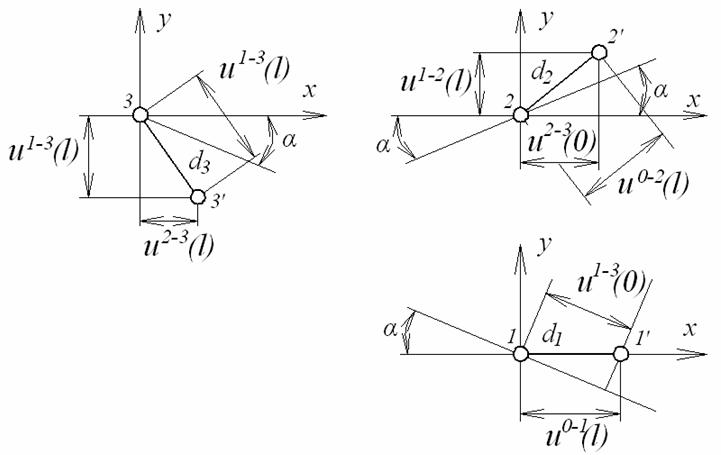 y
u^{1-3}(l)
x
3
α
u^{1-3}(l)
d_3
3'
u^{2-3}(l)
y
2'
u^{1-2}(l)
d_2
x
2
α
α
u^{2-3}(0)
u^{0-2}(l)
y
u^{1-3}(0)
α
1
d_1
1'
x
u^{0-1}(l)